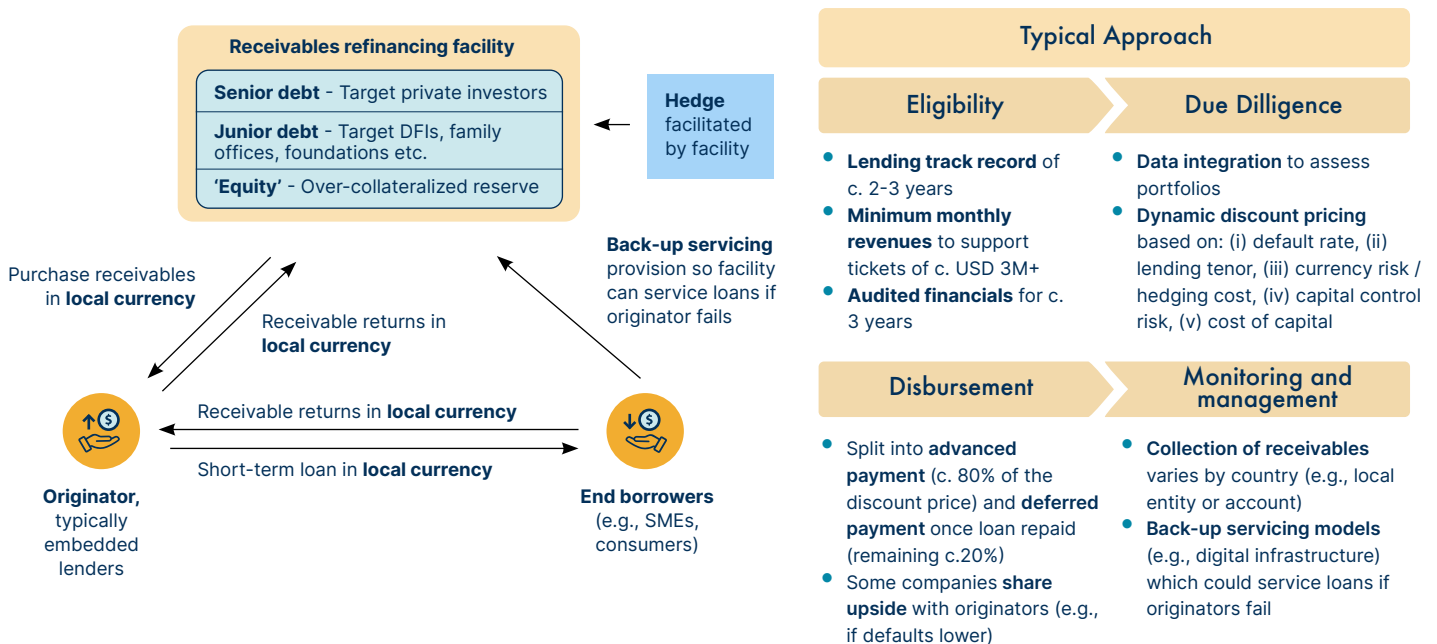 Receivables refinancing facility
Senior debt - Target private investors
Junior debt - Target DFIs, family
offices, foundations etc.
‘Equity’ - Over-collateralized reserve
Hedge
facilitated
by facility
Purchase receivables
in local currency
Receivable returns in
local currency
Back-up servicing
provision so facility
can service loans if
originator fails
Receivable returns in local currency
Short-term loan in local currency
$
$
Originator,
typically
embedded
lenders
End borrowers
(e.g., SMEs,
consumers)
Typical Approach
Eligibility
• Lending track record of
c. 2-3 years
• Minimum monthly
revenues to support
tickets of c. USD 3M+
• Audited financials for c.
3 years
Due Dilligence
• Data integration to assess
portfolios
• Dynamic discount pricing
based on: (i) default rate, (ii)
lending tenor, (iii) currency risk /
hedging cost, (iv) capital control
risk, (v) cost of capital
Disbursement
• Split into advanced
payment (c. 80% of the
discount price) and deferred
payment once loan repaid
(remaining c.20%)
• Some companies share
upside with originators (e.g.,
if defaults lower)
Monitoring and
management
• Collection of receivables
varies by country (e.g., local
entity or account)
• Back-up servicing models
(e.g., digital infrastructure)
which could service loans if
originators fail